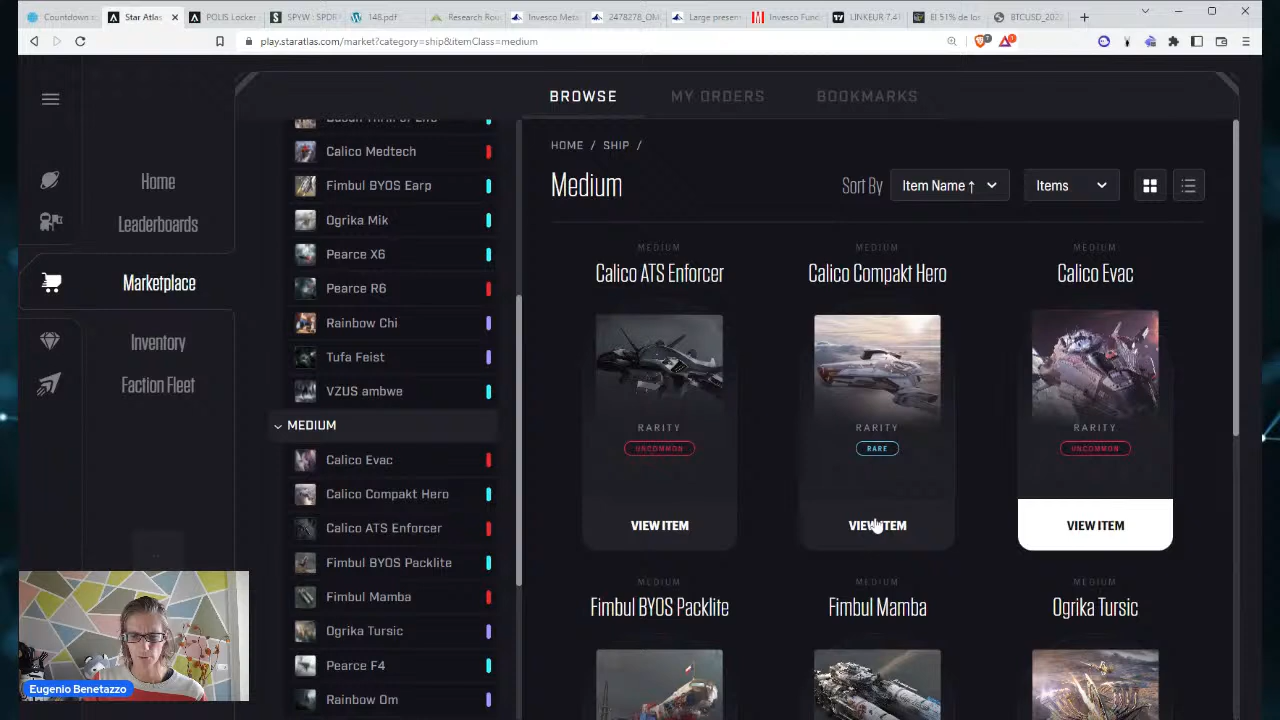 Countdown
Star Atlas
POLIS Locker
SPYW : SPDR
148.pdf
Research Rou
Invesco Met
2478278_OM
Large presen
Invesco Func
LINKEUR 7.41
El 51% de lo
BTCUSD_202
play.staratlas.com/market?category=ship&itemClass=medium
BROWSE
MY ORDERS
BOOKMARKS
Home
Leaderboards
Marketplace
Inventory
Faction Fleet
Calico Medtech
Fimbul BYOS Earp
Ogrika Mik
Pearce X6
Pearce R6
Rainbow Chi
Tufa Feist
VZUS ambwe
MEDIUM
Calico Evac
Calico Compakt Hero
Calico ATS Enforcer
Fimbul BYOS Packlite
Fimbul Mamba
Ogrika Tursic
Pearce F4
Rainbow Om
HOME / SHIP /
Medium
Sort By
Item Name ↑
Items
MEDIUM
Calico ATS Enforcer
RARITY
UNCOMMON
VIEW ITEM
MEDIUM
Calico Compakt Hero
RARITY
RARE
VIEW ITEM
MEDIUM
Calico Evac
RARITY
UNCOMMON
VIEW ITEM
MEDIUM
Fimbul BYOS Packlite
MEDIUM
Fimbul Mamba
MEDIUM
Ogrika Tursic
Eugenio Benetazzo